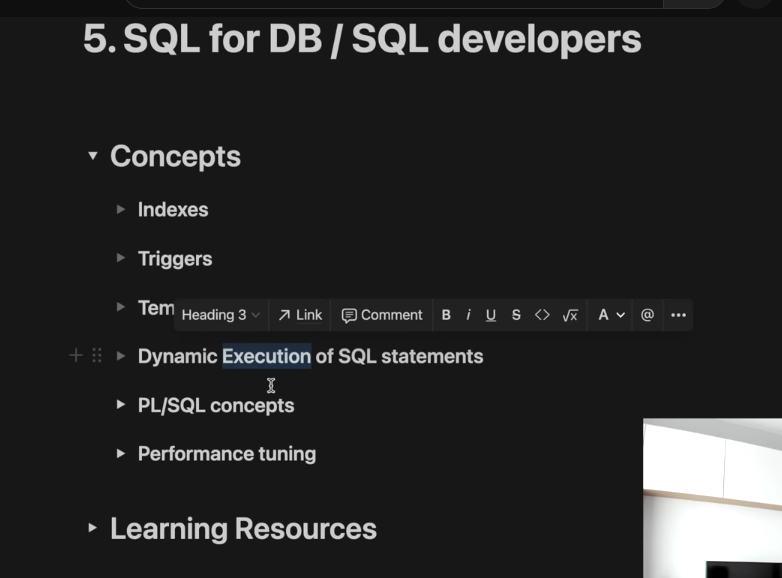 5. SQL for DB / SQL developers
Concepts
Indexes
Triggers
Tem
Heading 3 Link Comment B i U S <> √x A @ •••
Dynamic Execution of SQL statements
PL/SQL concepts
Performance tuning
Learning Resources